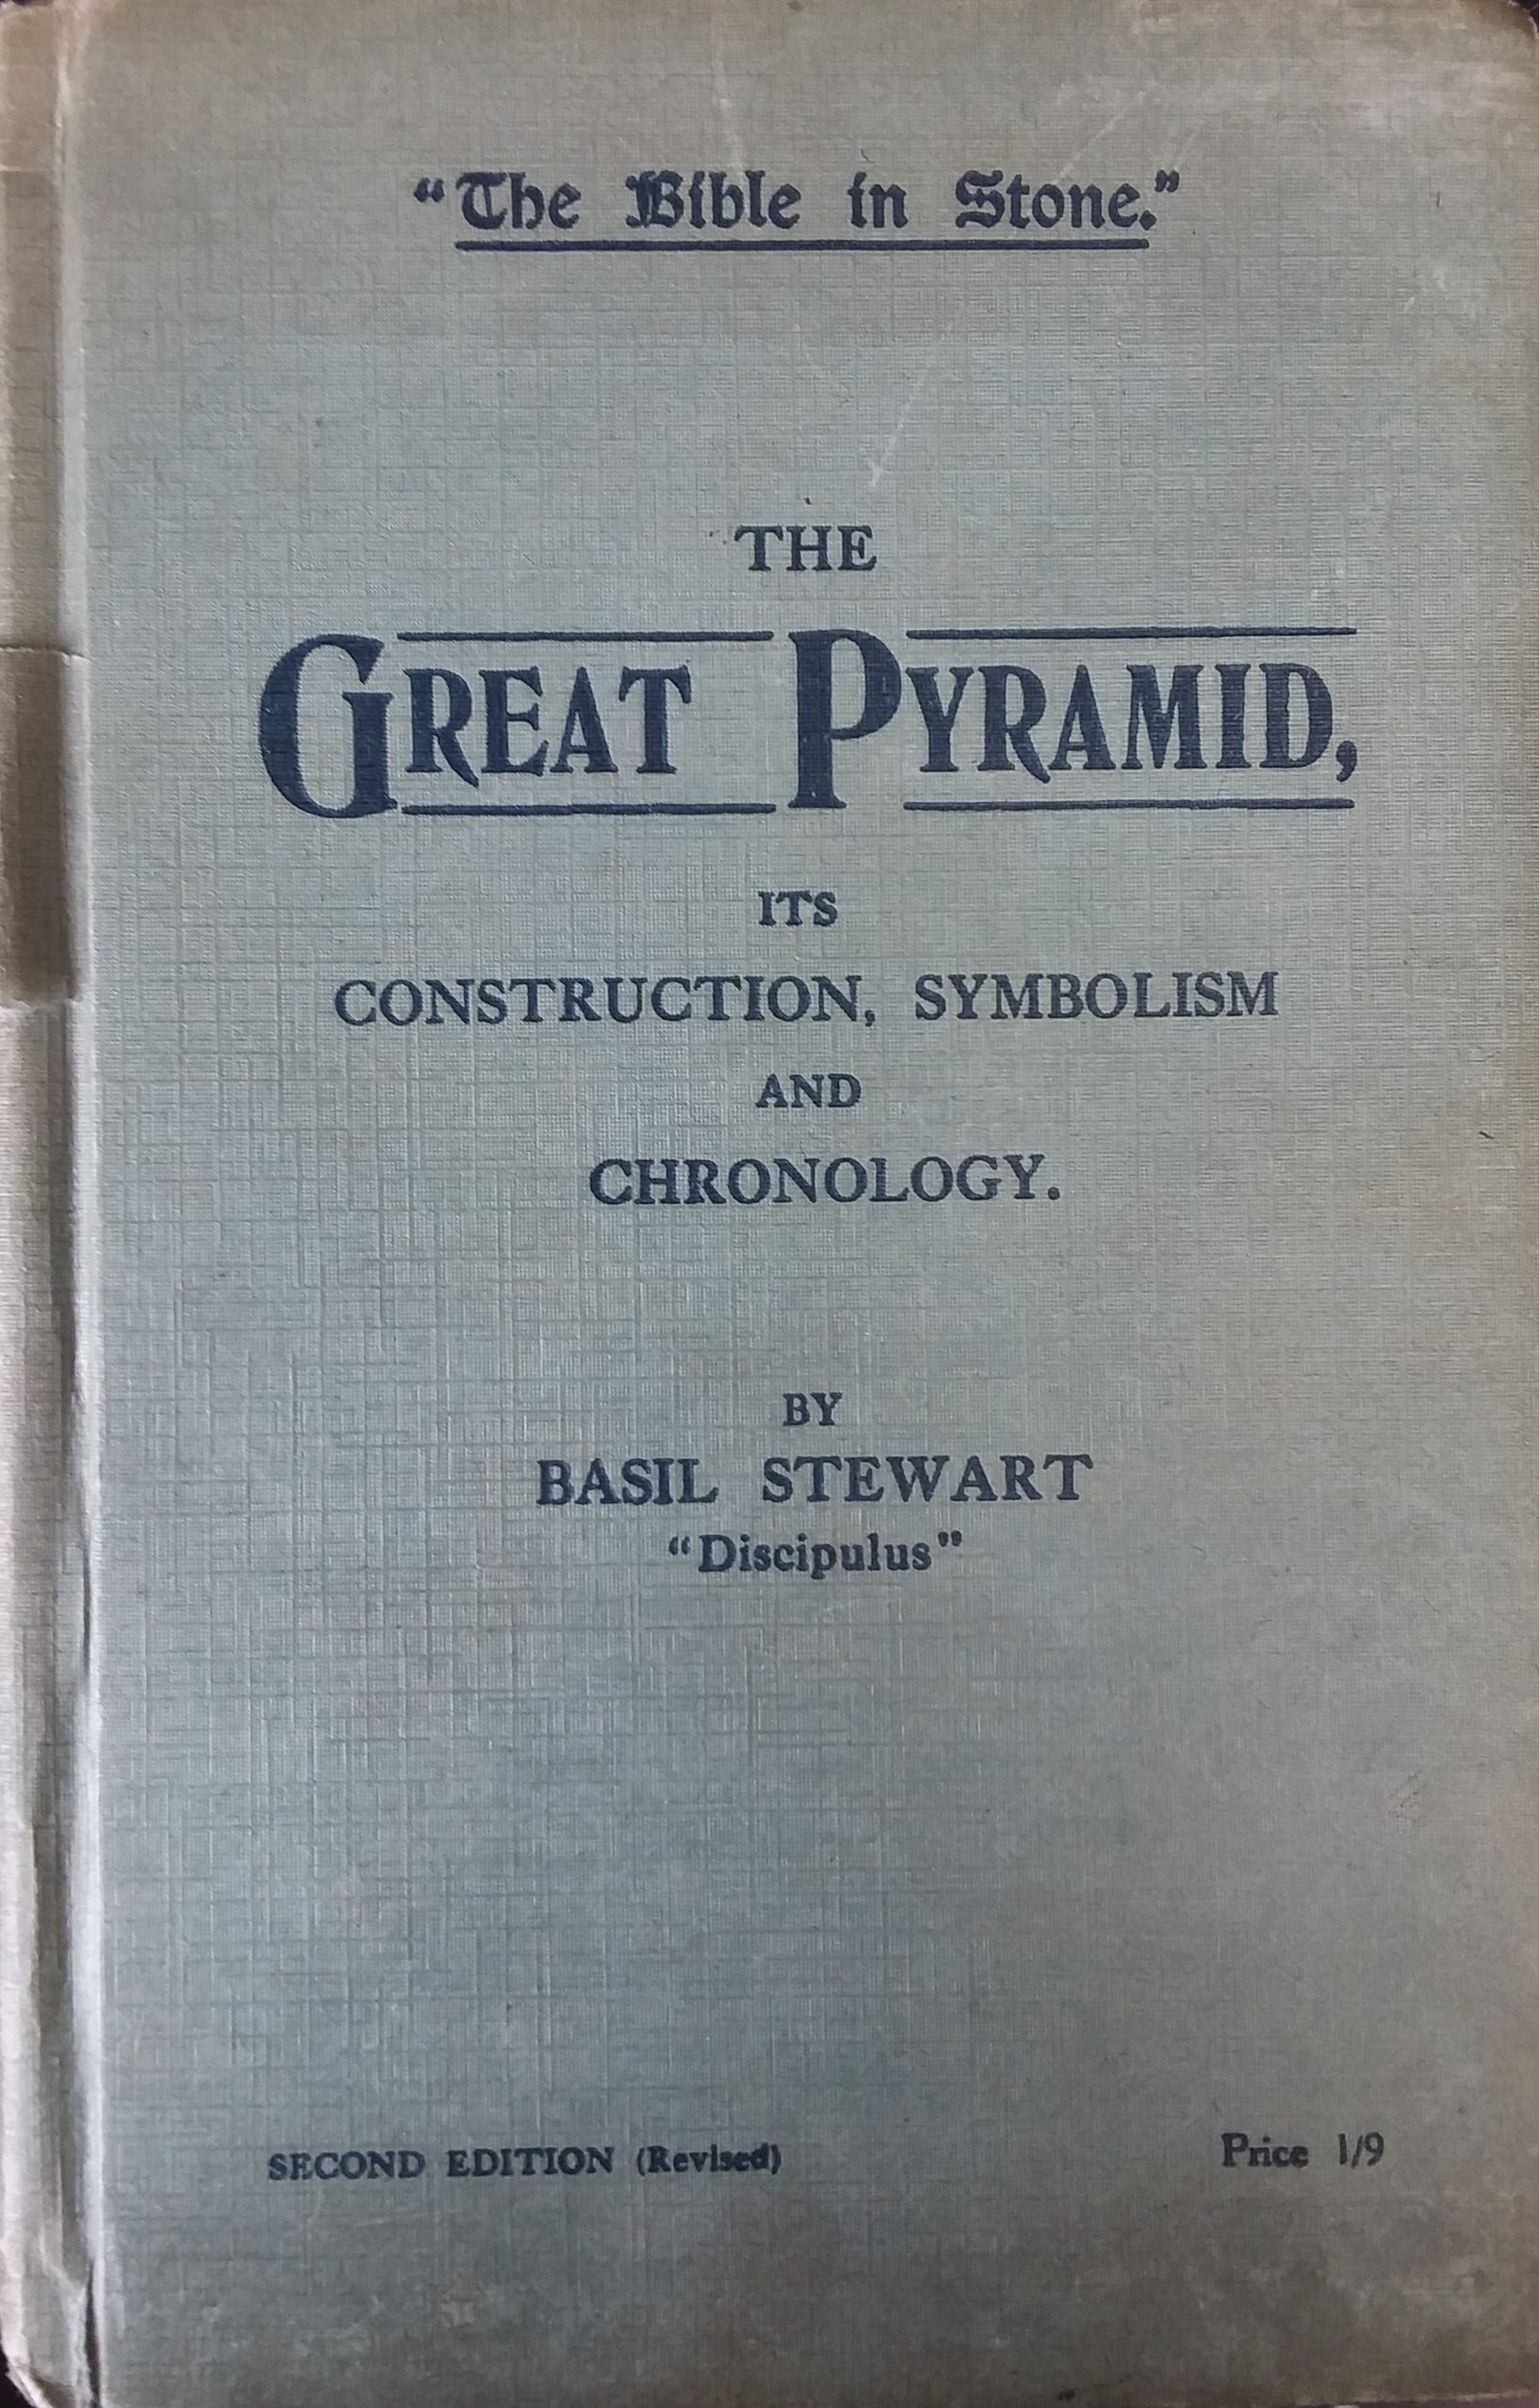 “The Bible in Stone.”
THE
GREAT PYRAMID,
ITS
CONSTRUCTION, SYMBOLISM
AND
CHRONOLOGY.
BY
BASIL STEWART
“Discipulus”
SECOND EDITION (Revised) Price 1/9